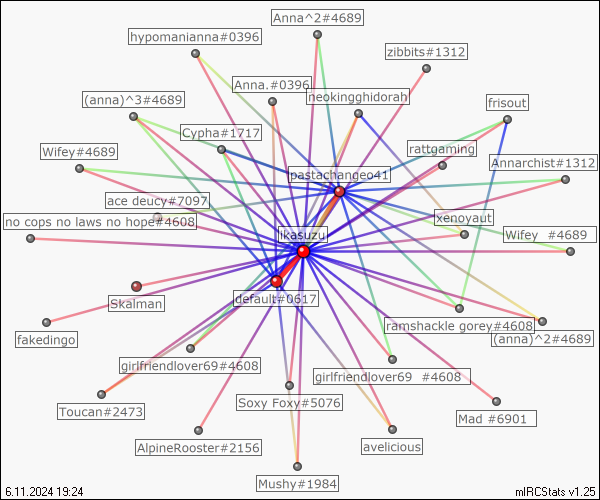 Anna^2#4689
hypomanianna#0396
zibbits#1312
Anna.#0396
neokingghidorah
(anna)^3#4689
frisout
Cypha#1717
rattgaming
Wifey#4689
Annarchist#1312
pastachangeo41
ace deucy#7097
xenoyaut
no cops no laws no hope#4608
ikasuzu
Wifey  #4689
default#0617
Skalman
ramshackle gorey#4608
fakedingo
(anna)^2#4689
girlfriendlover69#4608
girlfriendlover69  #4608
Soxy Foxy#5076
Toucan#2473
Mad #6901
AlpineRooster#2156
avelicious
Mushy#1984
6.11.2024 19:24
mIRCStats v1.25